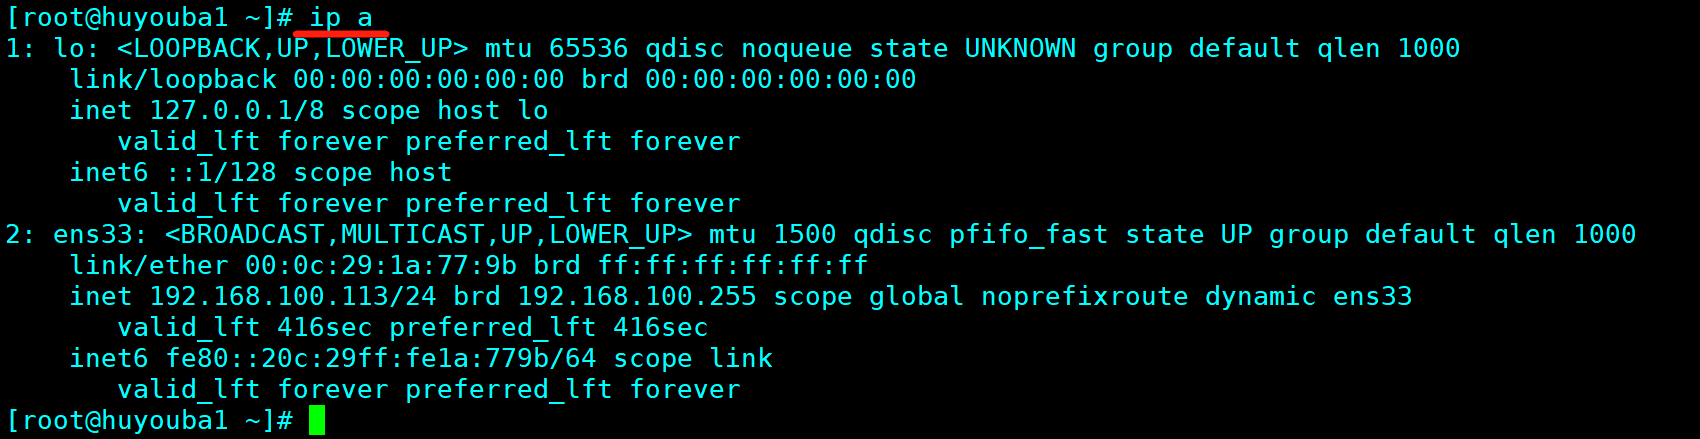 [root@huyouba1 ~]# ip a
1: lo: <LOOPBACK,UP,LOWER_UP> mtu 65536 qdisc noqueue state UNKNOWN group default qlen 1000
    link/loopback 00:00:00:00:00:00 brd 00:00:00:00:00:00
    inet 127.0.0.1/8 scope host lo
       valid_lft forever preferred_lft forever
    inet6 ::1/128 scope host
       valid_lft forever preferred_lft forever
2: ens33: <BROADCAST,MULTICAST,UP,LOWER_UP> mtu 1500 qdisc pfifo_fast state UP group default qlen 1000
    link/ether 00:0c:29:1a:77:9b brd ff:ff:ff:ff:ff:ff
    inet 192.168.100.113/24 brd 192.168.100.255 scope global noprefixroute dynamic ens33
       valid_lft 416sec preferred_lft 416sec
    inet6 fe80::20c:29ff:fe1a:779b/64 scope link
       valid_lft forever preferred_lft forever
[root@huyouba1 ~]#